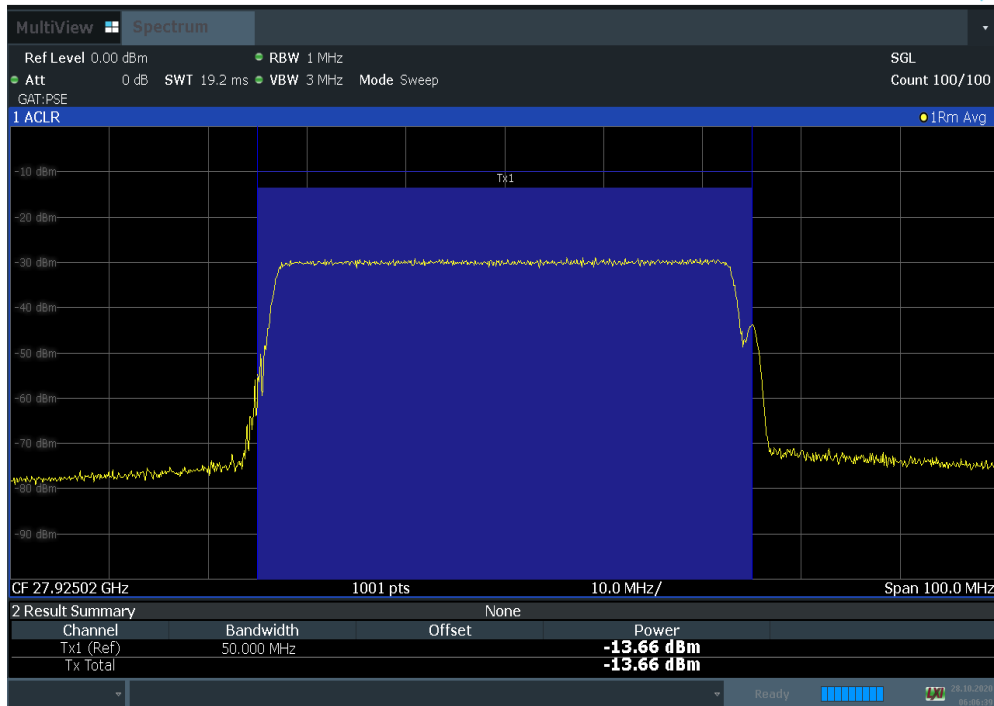 MultiView Spectrum
Ref Level 0.00 dBm RBW 1 MHz SGL
Att 0 dB SWT 19.2 ms VBW 3 MHz Mode Sweep Count 100/100
GAT:PSE
1 ACLR 1Rm Avg
-10 dBm
Tx1
-20 dBm
-30 dBm
-40 dBm
-50 dBm
-60 dBm
-70 dBm
-80 dBm
-90 dBm
CF 27.92502 GHz 1001 pts 10.0 MHz/ Span 100.0 MHz
2 Result Summary None
Channel Bandwidth Offset Power
Tx1 (Ref) 50.000 MHz -13.66 dBm
Tx Total -13.66 dBm
Ready LXI 28.10.2020
06:06:39